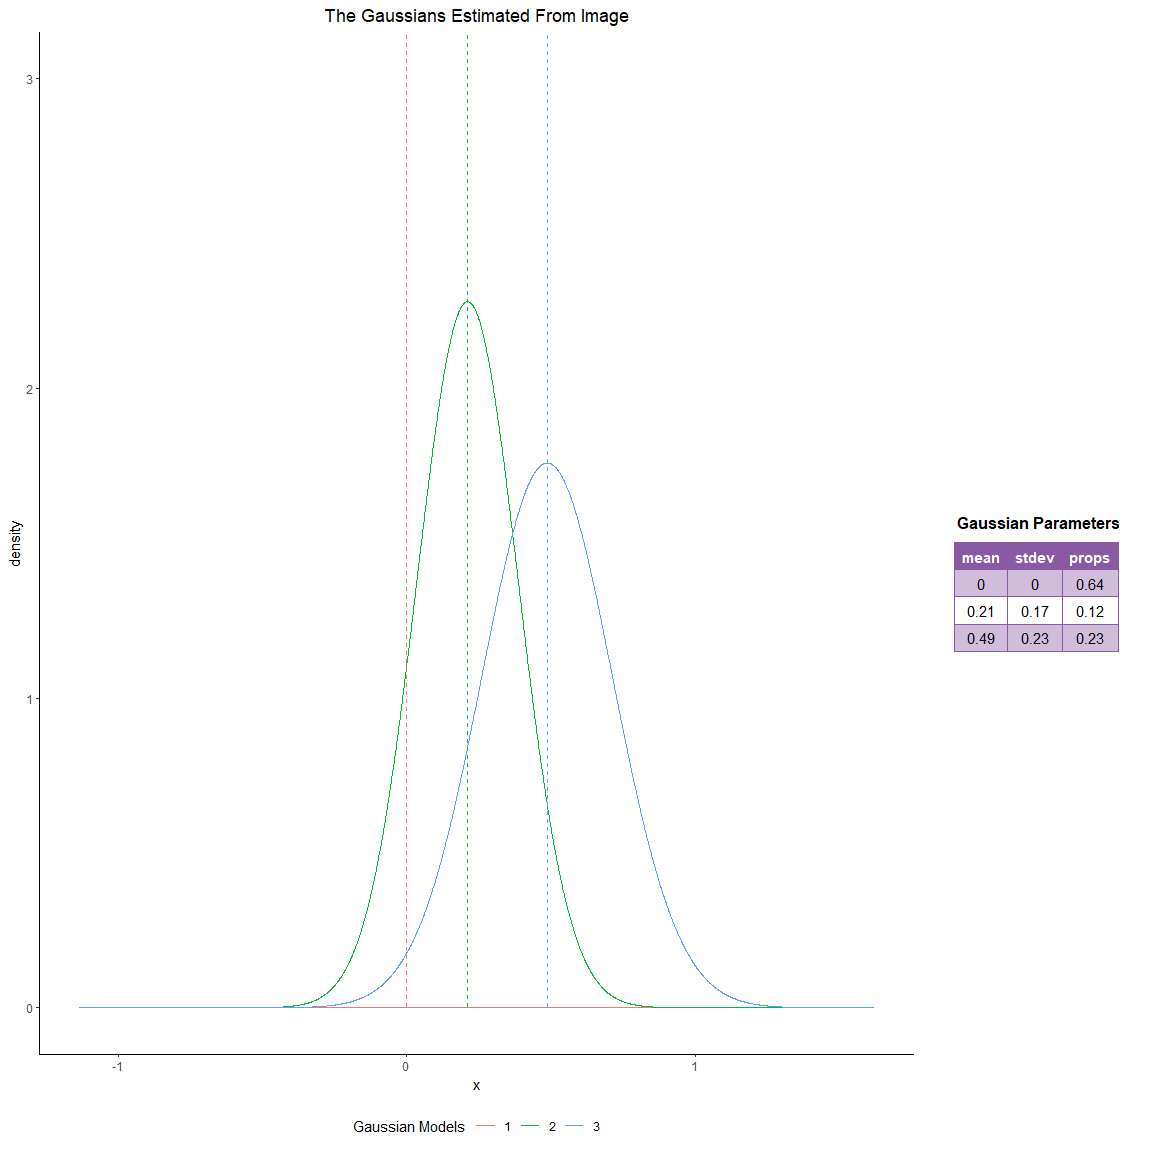 The Gaussians Estimated From Image
3
2
1
0
density
-1 0 1
x
Gaussian Models 1 2 3
Gaussian Parameters
mean stdev props
0 0 0.64
0.21 0.17 0.12
0.49 0.23 0.23